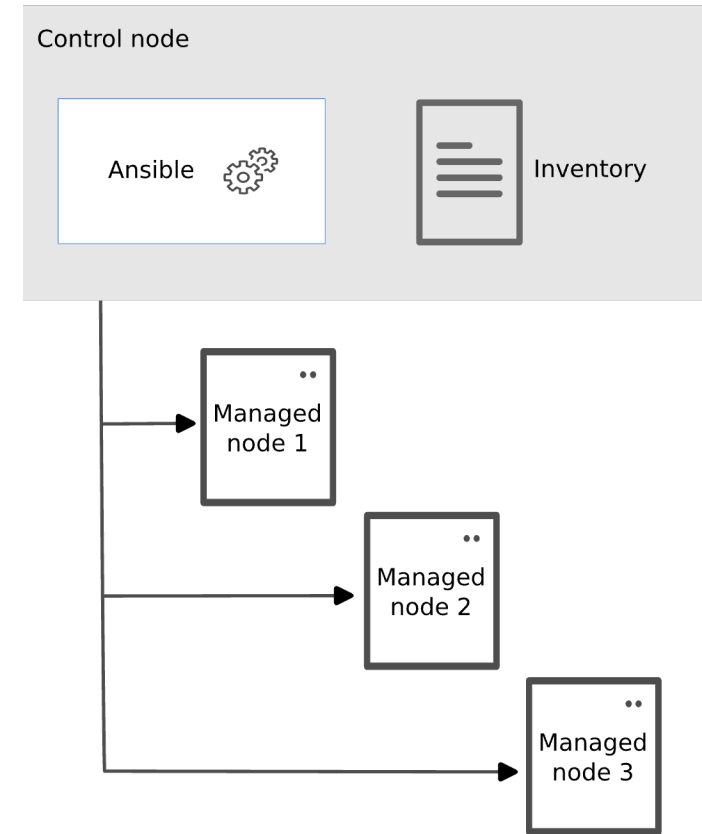 Control node
Ansible
Inventory
Managed
node 1
Managed
node 2
Managed
node 3